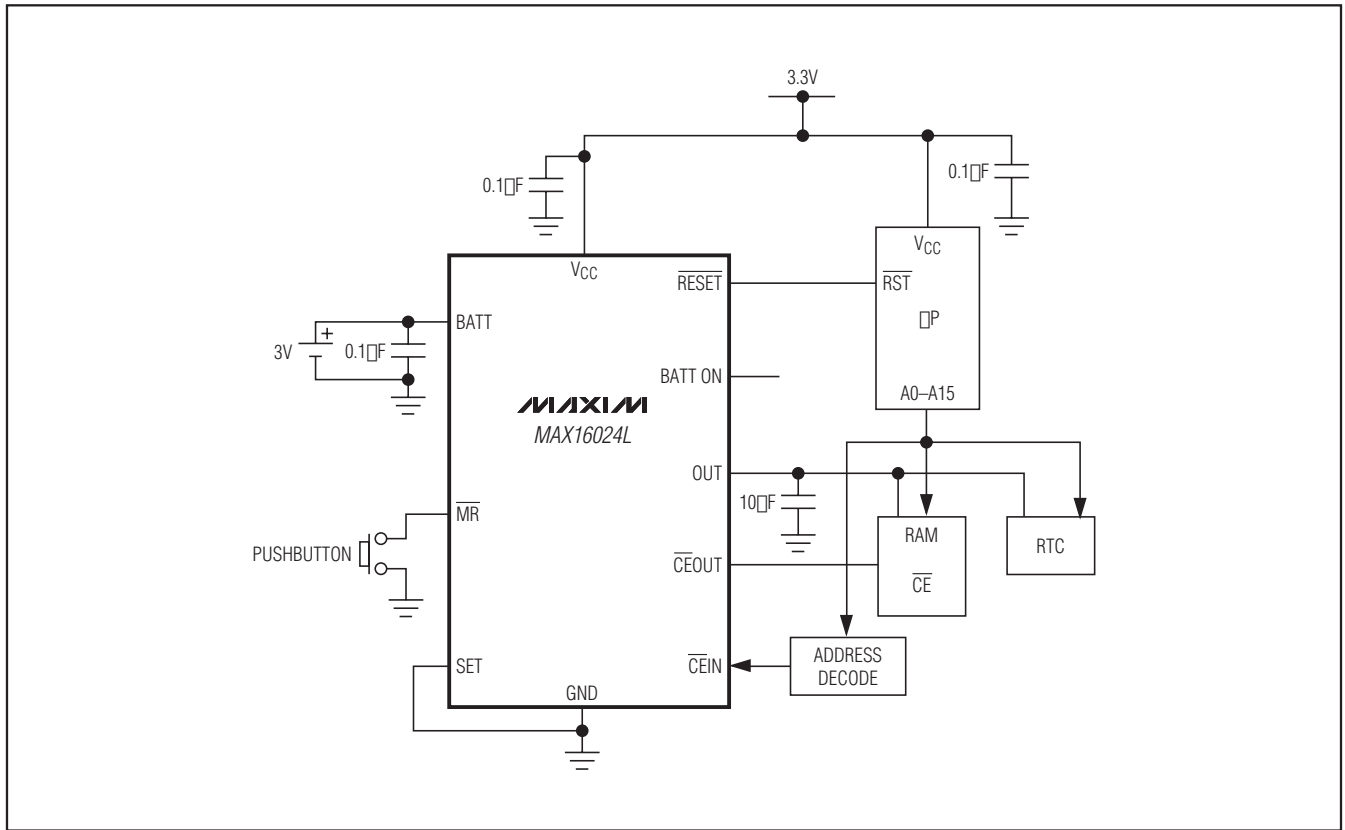 3.3V
0.1▯F
0.1▯F
VCC
VCC
RESET
RST
▯P
BATT
+
3V
0.1▯F
BATT ON
A0–A15
MAXIM
MAX16024L
OUT
10▯F
MR
RAM
RTC
PUSHBUTTON
CEOUT
CE
SET
CEIN
ADDRESS
DECODE
GND